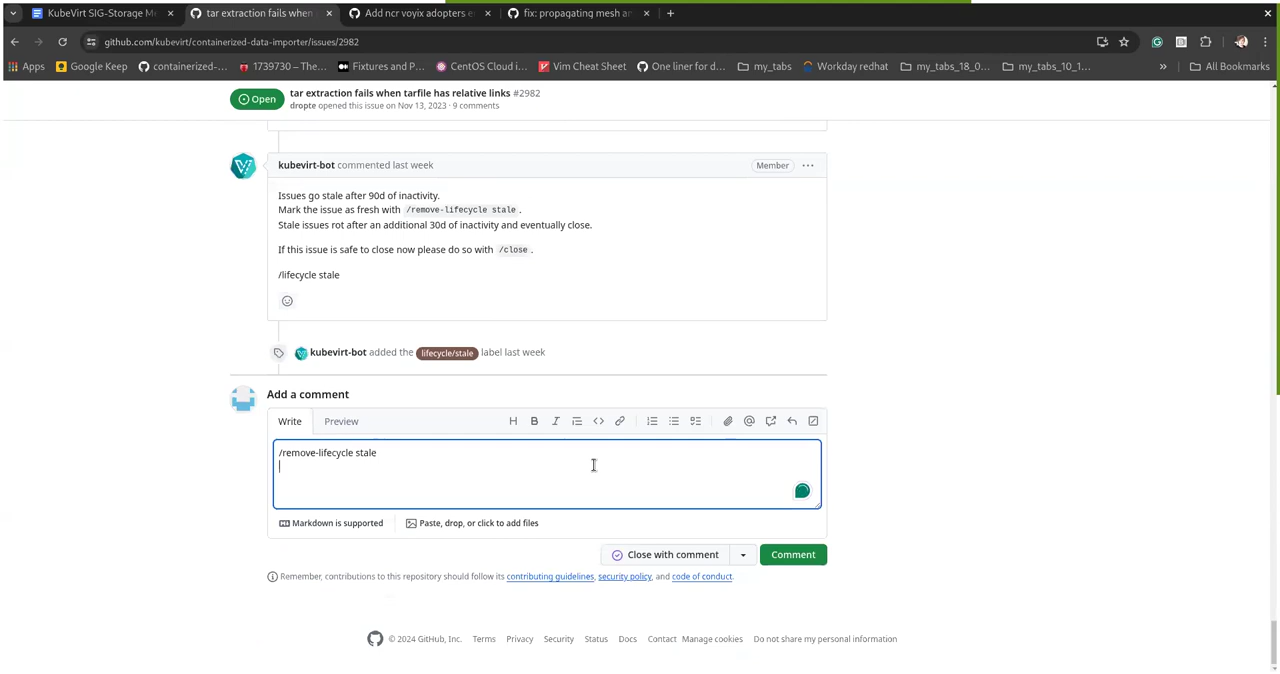 KubeVirt SIG-Storage Me
tar extraction fails when
Add ncr voyix adopters e
fix: propagating mesh a
github.com/kubevirt/containerized-data-importer/issues/2982
Apps
Google Keep
containerized-...
1739730 – The...
Fixtures and P...
CentOS Cloud i...
Vim Cheat Sheet
One liner for d...
my_tabs
Workday redhat
my_tabs_18_0...
my_tabs_10_1...
All Bookmarks
Open
tar extraction fails when tarfile has relative links #2982
dropte opened this issue on Nov 13, 2023 · 9 comments
kubevirt-bot commented last week
Member
Issues go stale after 90d of inactivity.
Mark the issue as fresh with /remove-lifecycle stale .
Stale issues rot after an additional 30d of inactivity and eventually close.
If this issue is safe to close now please do so with /close .
/lifecycle stale
kubevirt-bot added the lifecycle/stale label last week
Add a comment
Write
Preview
/remove-lifecycle stale
Markdown is supported
Paste, drop, or click to add files
Close with comment
Comment
Remember, contributions to this repository should follow its contributing guidelines, security policy, and code of conduct.
© 2024 GitHub, Inc.
Terms
Privacy
Security
Status
Docs
Contact
Manage cookies
Do not share my personal information